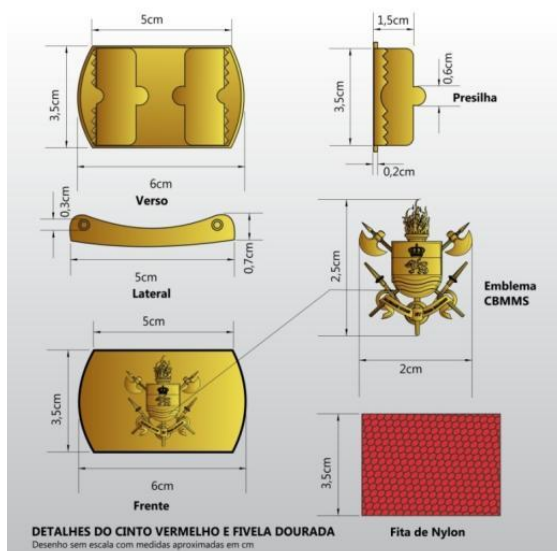 5cm
3,5cm
6cm
Verso
1,5cm
3,5cm
0,6cm
Presilha
0,2cm
0,3cm
5cm
0,7cm
Lateral
2,5cm
Emblema
CBMMS
2cm
5cm
3,5cm
6cm
Frente
3,5cm
Fita de Nylon
DETALHES DO CINTO VERMELHO E FIVELA DOURADA
Desenho sem escala com medidas aproximadas em cm